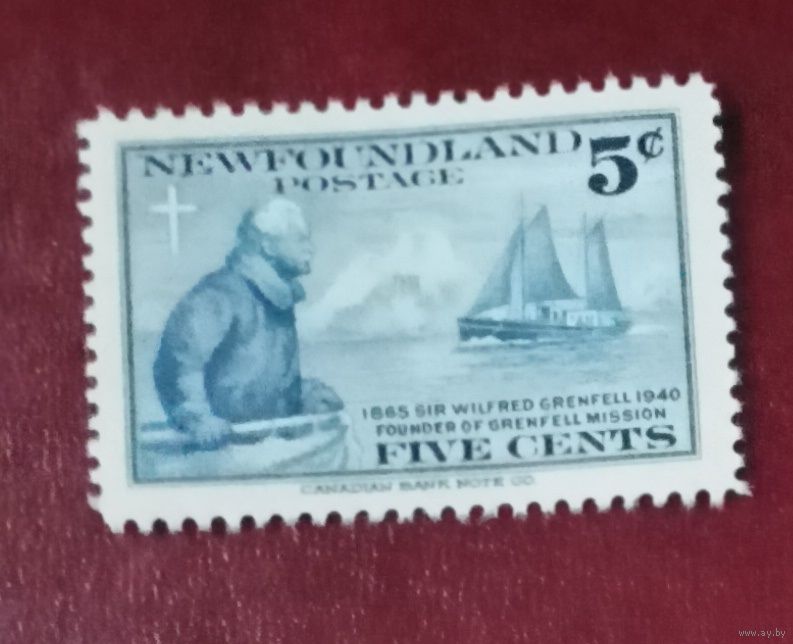 NEWFOUNDLAND 5¢
POSTAGE
1865 SIR WILFRED GRENFELL 1940
FOUNDER OF GRENFELL MISSION
FIVE CENTS
CANADIAN BANK NOTE CO.
www.ay.by